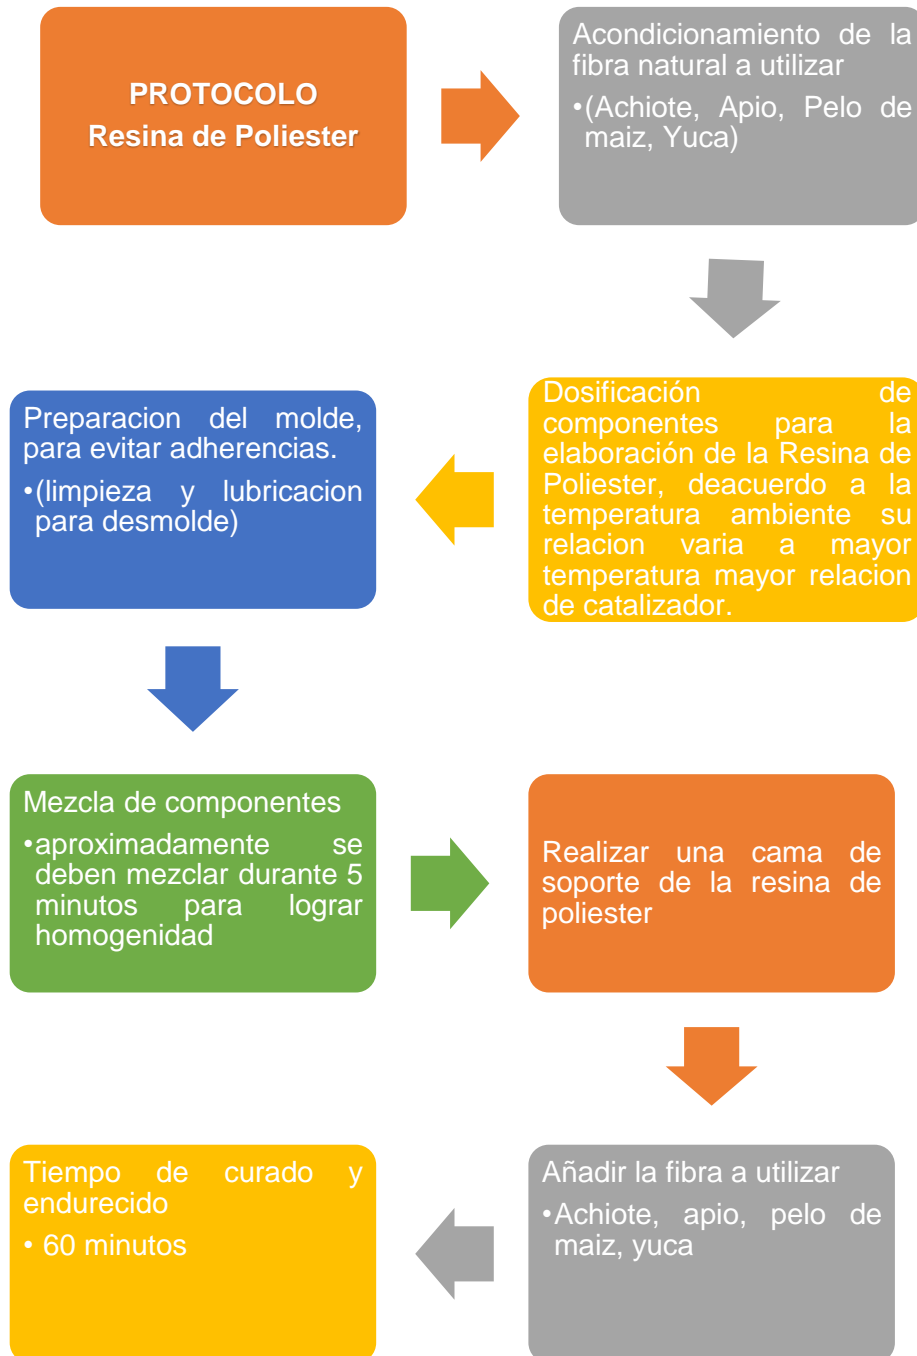 PROTOCOLO
Resina de Poliester
Acondicionamiento de la
fibra natural a utilizar
•(Achiote, Apio, Pelo de
maiz, Yuca)
Dosificación de
componentes para la
elaboración de la Resina de
Poliester, deacuerdo a la
temperatura ambiente su
relacion varia a mayor
temperatura mayor relacion
de catalizador.
Preparacion del molde,
para evitar adherencias.
•(limpieza y lubricacion
para desmolde)
Mezcla de componentes
•aproximadamente se
deben mezclar durante 5
minutos para lograr
homogenidad
Realizar una cama de
soporte de la resina de
poliester
Añadir la fibra a utilizar
•Achiote, apio, pelo de
maiz, yuca
Tiempo de curado y
endurecido
• 60 minutos